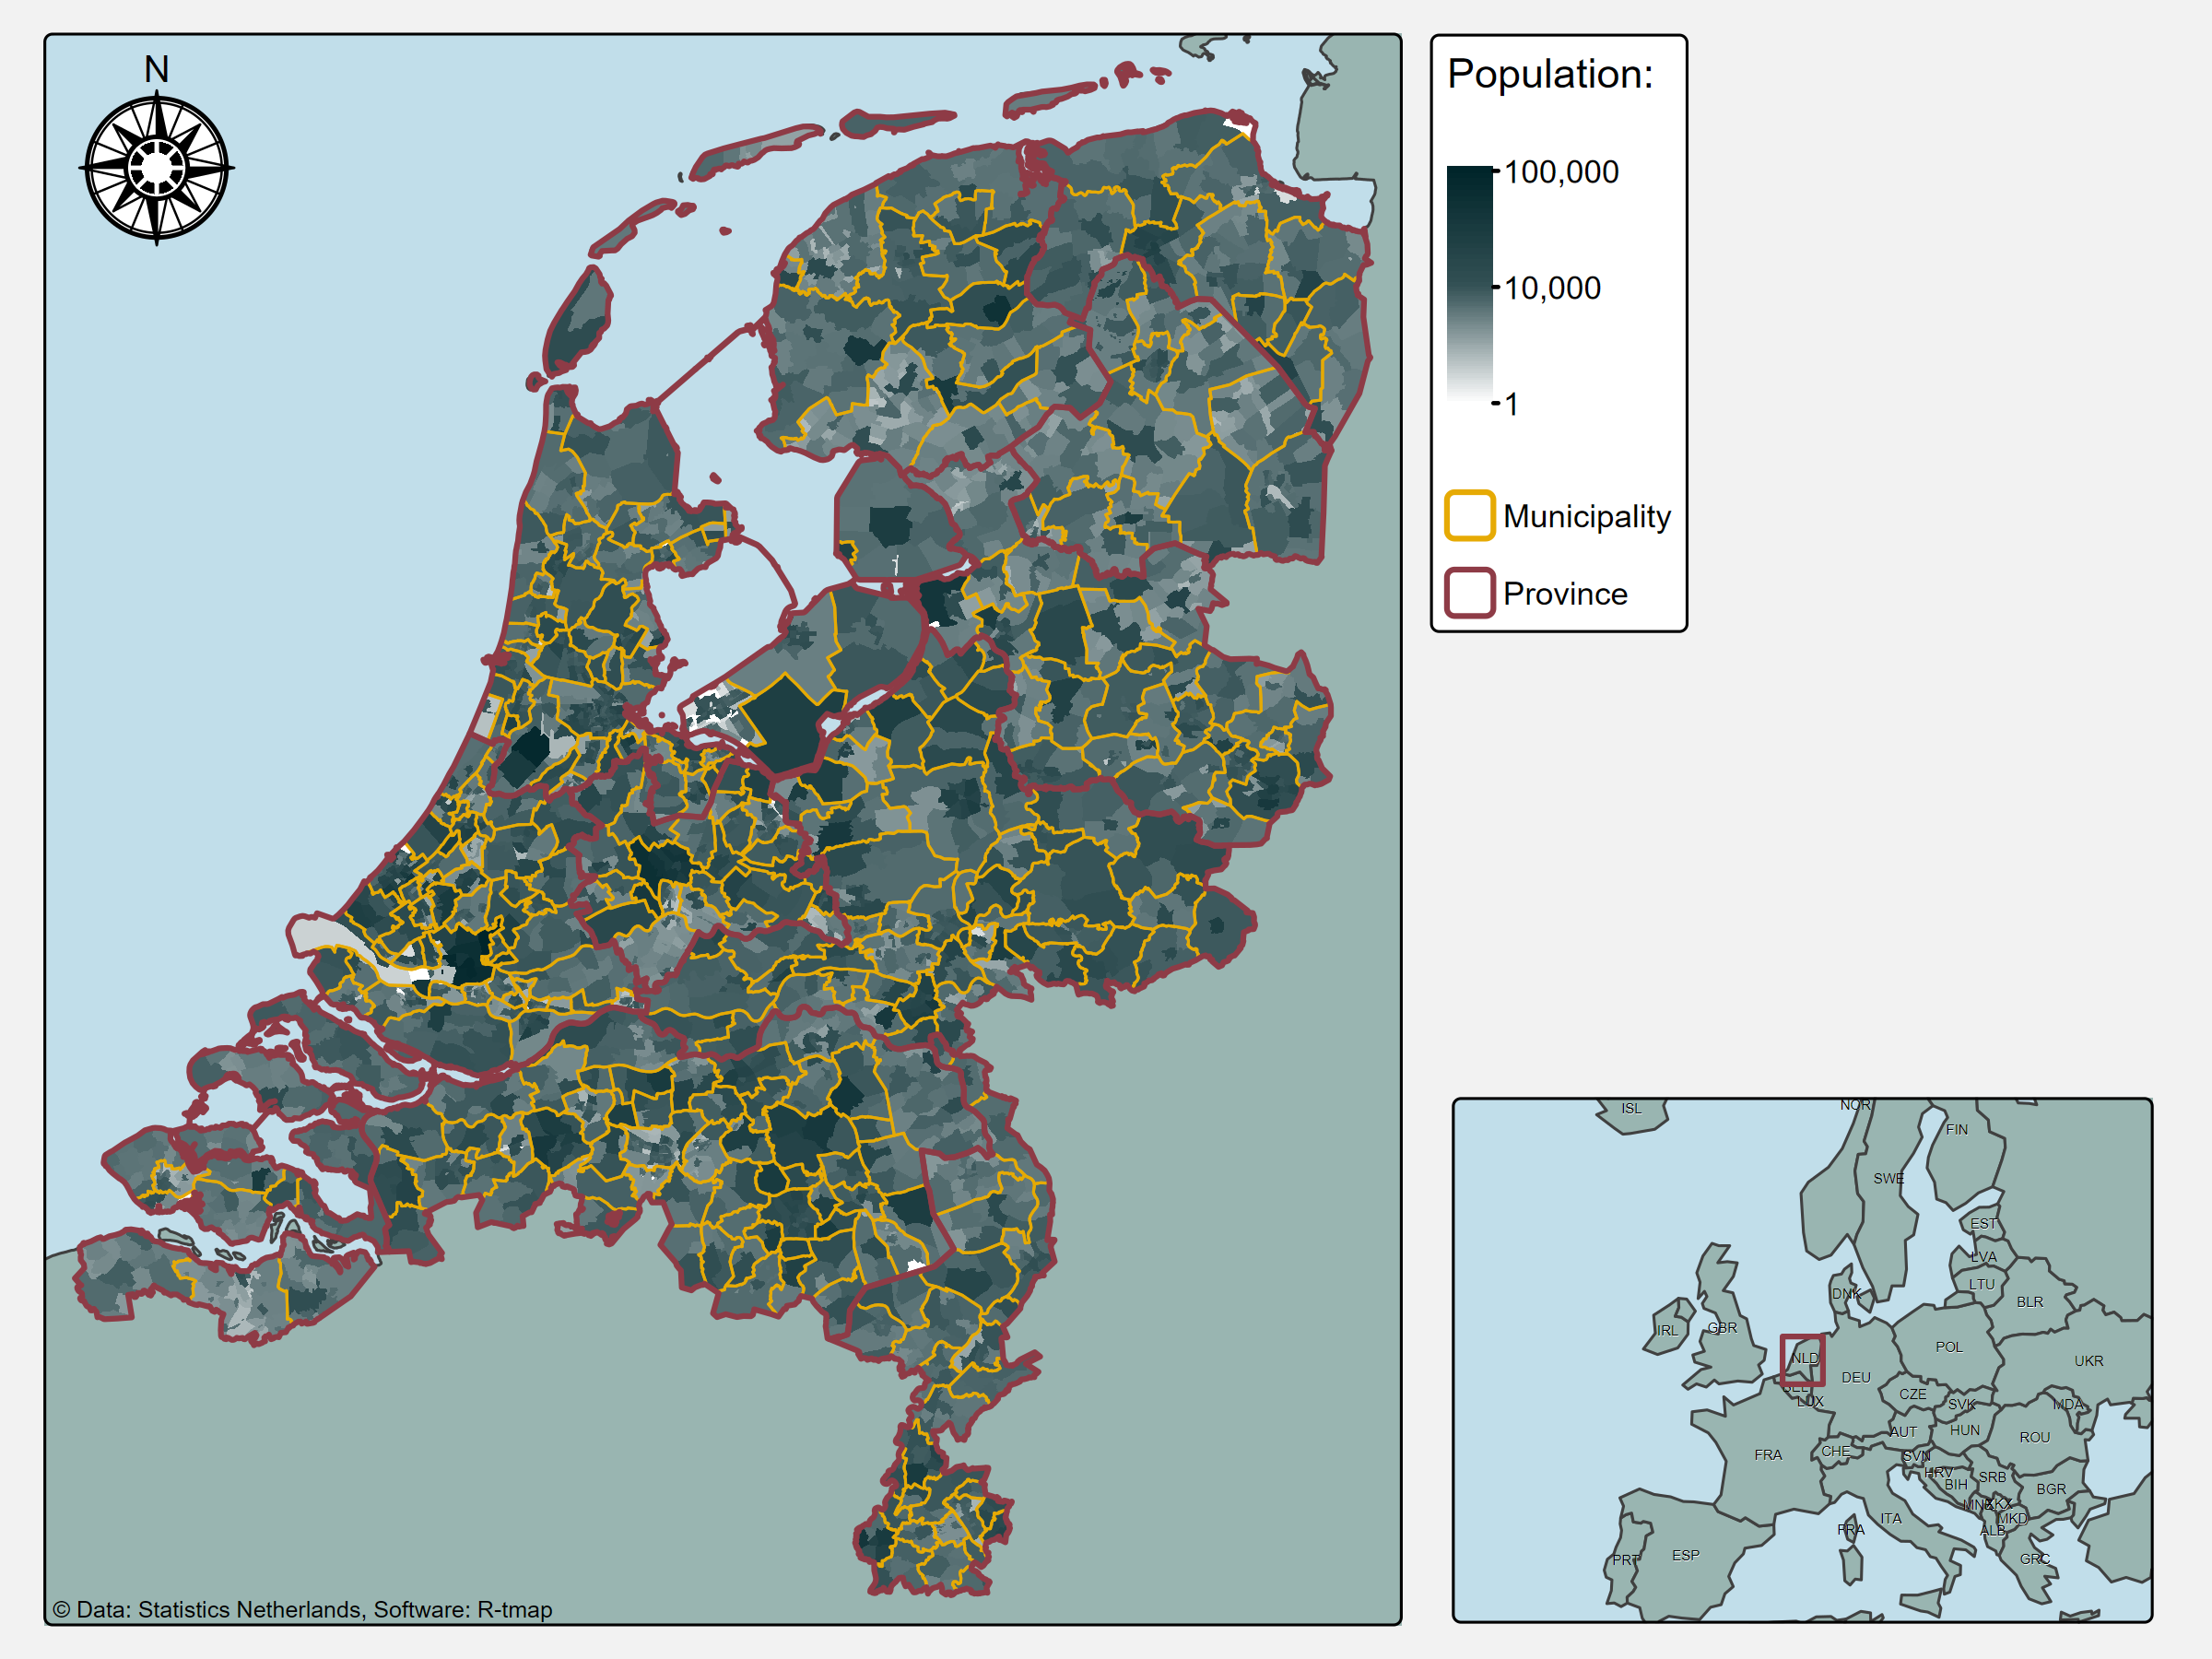 N
© Data: Statistics Netherlands, Software: R-tmap
Population:
100,000
10,000
1
Municipality
Province
ISL
NOR
FIN
SWE
EST
LVA
LTU
DNK
BLR
IRL
GBR
POL
NLD
UKR
DEU
BEL
CZE
LUX
SVK
MDA
AUT
HUN
ROU
CHE
FRA
SVN
HRV
SRB
BIH
BGR
MNE
XKX
MKD
ITA
FRA
ALB
ESP
PRT
GRC